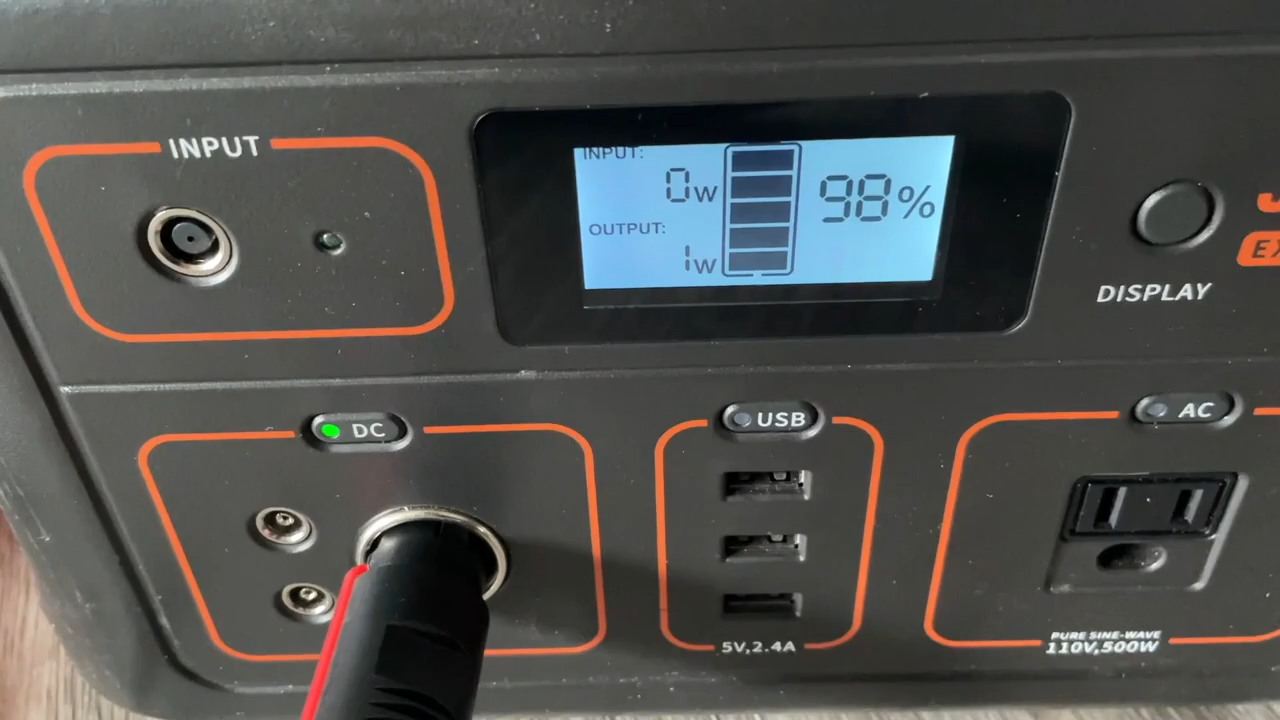 INPUT
INPUT:
0w
98%
OUTPUT:
1w
DISPLAY
DC
USB
AC
5V,2.4A
PURE SINE-WAVE
110V,500W